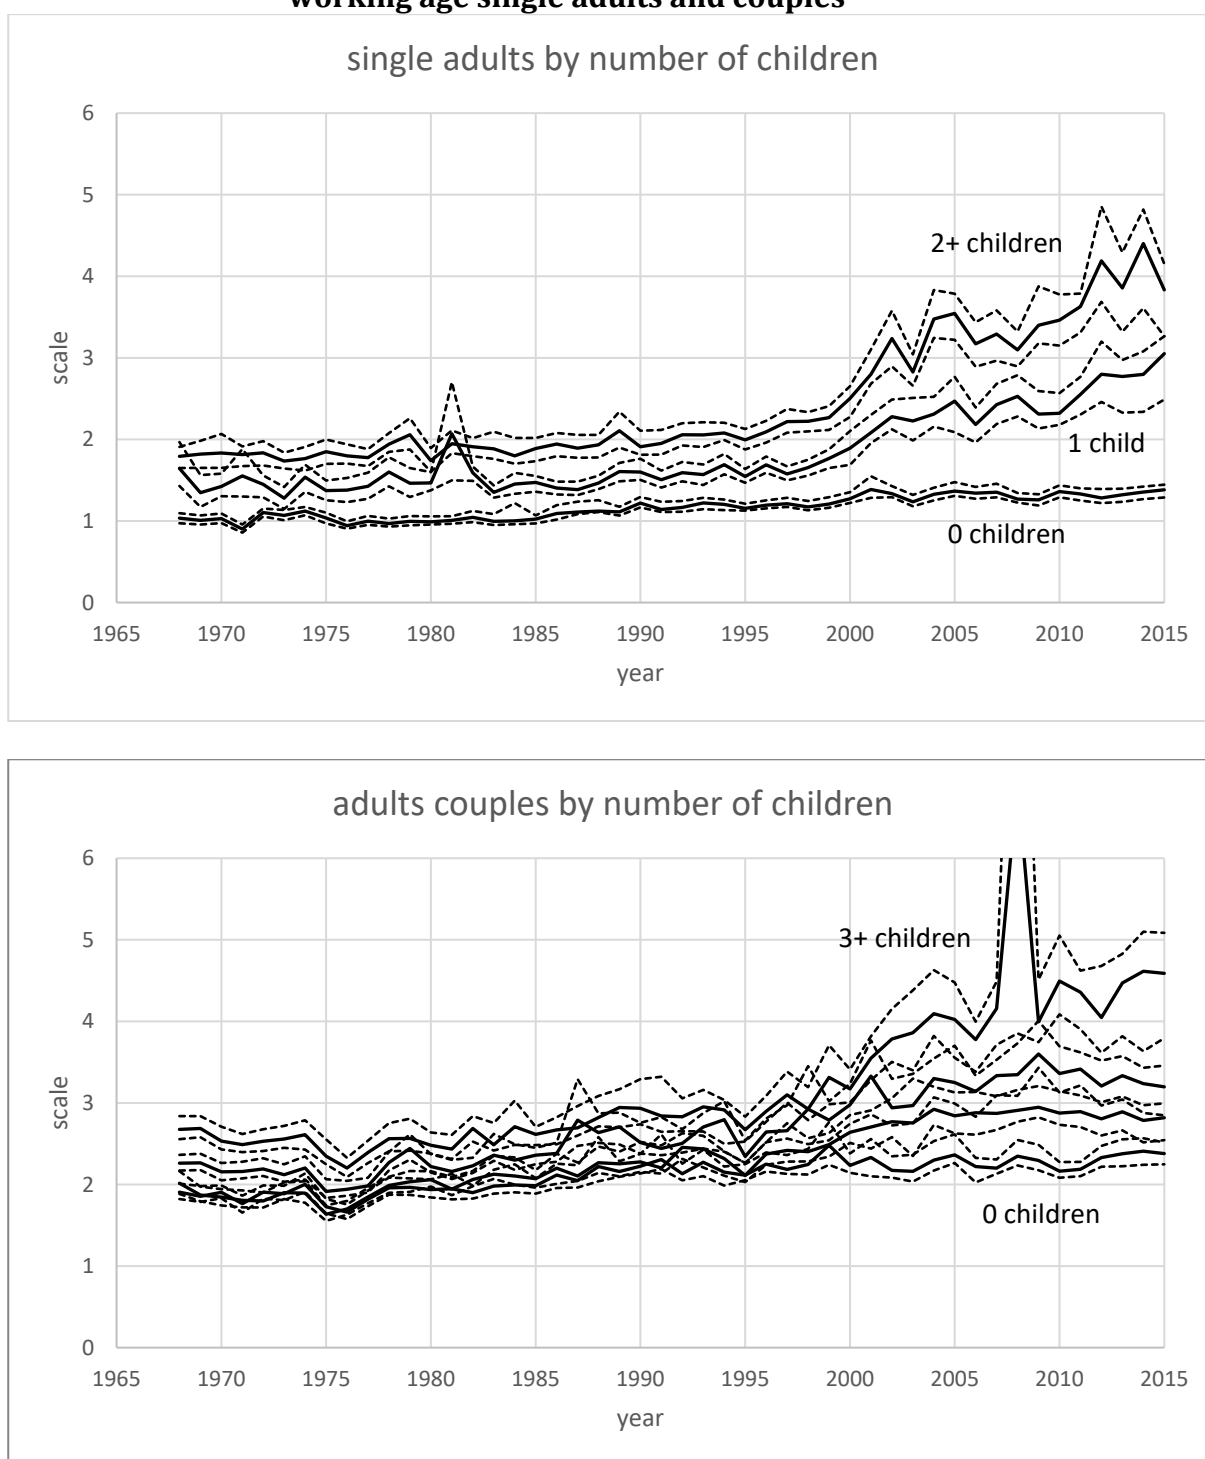 working age single adults and couples
single adults by number of children
6
5
4
3
2
1
0
scale
2+ children
1 child
0 children
1965 1970 1975 1980 1985 1990 1995 2000 2005 2010 2015
year
adults couples by number of children
6
5
4
3
2
1
0
scale
3+ children
0 children
1965 1970 1975 1980 1985 1990 1995 2000 2005 2010 2015
year